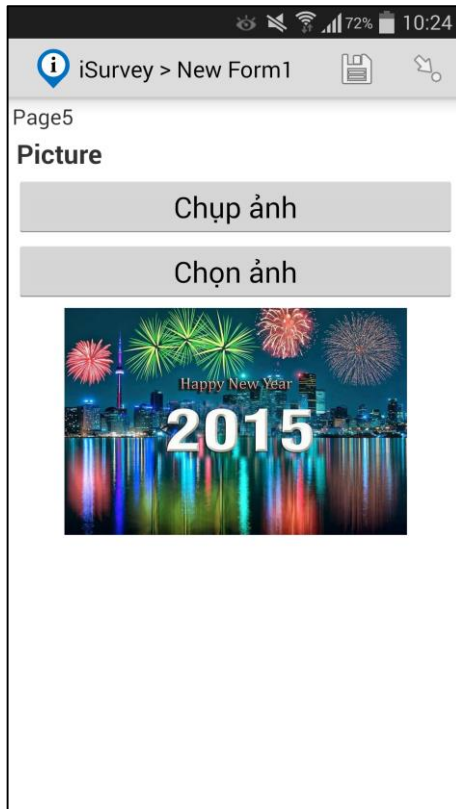 72% 10:24
iSurvey > New Form1
Page5
Picture
Chụp ảnh
Chọn ảnh
Happy New Year
2015